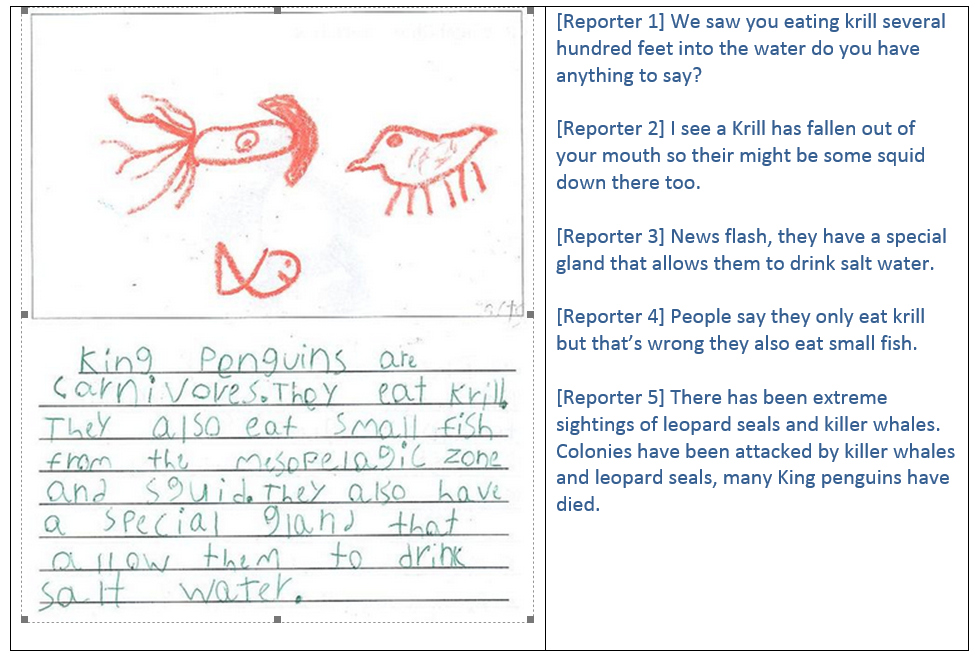 King Penguins are
carnivores. They eat Krill.
They also eat small fish
from the mesopelagic zone
and squid. They also have
a special gland that
allow them to drink
salt water.
[Reporter 1] We saw you eating krill several
hundred feet into the water do you have
anything to say?
[Reporter 2] I see a Krill has fallen out of
your mouth so their might be some squid
down there too.
[Reporter 3] News flash, they have a special
gland that allows them to drink salt water.
[Reporter 4] People say they only eat krill
but that’s wrong they also eat small fish.
[Reporter 5] There has been extreme
sightings of leopard seals and killer whales.
Colonies have been attacked by killer whales
and leopard seals, many King penguins have
died.